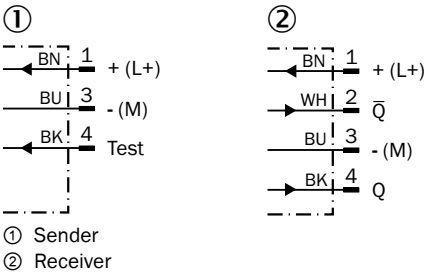 ① ②
BN 1 + (L+)
BU 3 - (M)
BK 4 Test
BN 1 + (L+)
WH 2 Q̅
BU 3 - (M)
BK 4 Q
① Sender
② Receiver